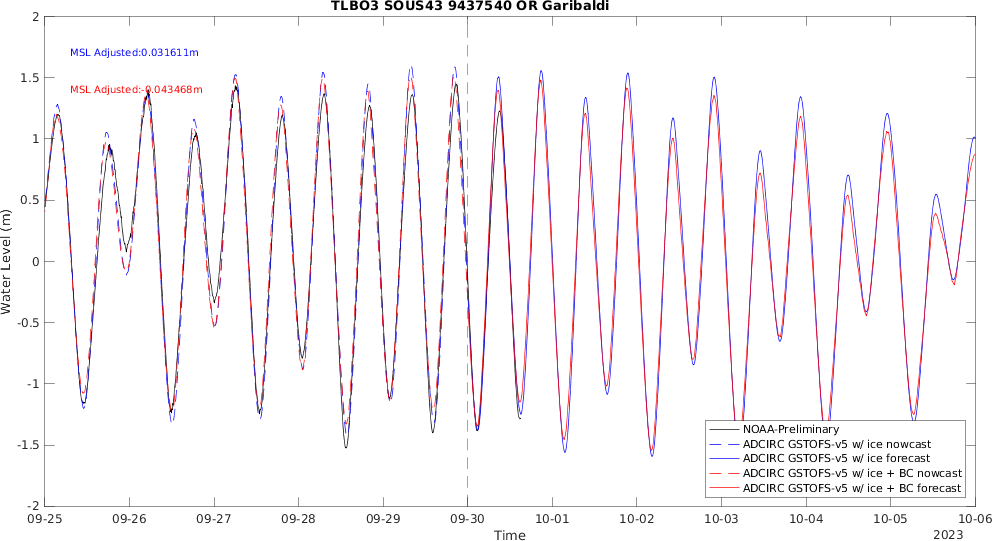 TLBO3 SOUS43 9437540 OR Garibaldi
MSL Adjusted:0.031611m
MSL Adjusted:-0.043468m
Water Level (m)
2
1.5
1
0.5
0
-0.5
-1
-1.5
-2
NOAA-Preliminary
ADCIRC GSTOFS-v5 w/ ice nowcast
ADCIRC GSTOFS-v5 w/ ice forecast
ADCIRC GSTOFS-v5 w/ ice + BC nowcast
ADCIRC GSTOFS-v5 w/ ice + BC forecast
09-25 09-26 09-27 09-28 09-29 09-30 10-01 10-02 10-03 10-04 10-05 10-06
Time
2023